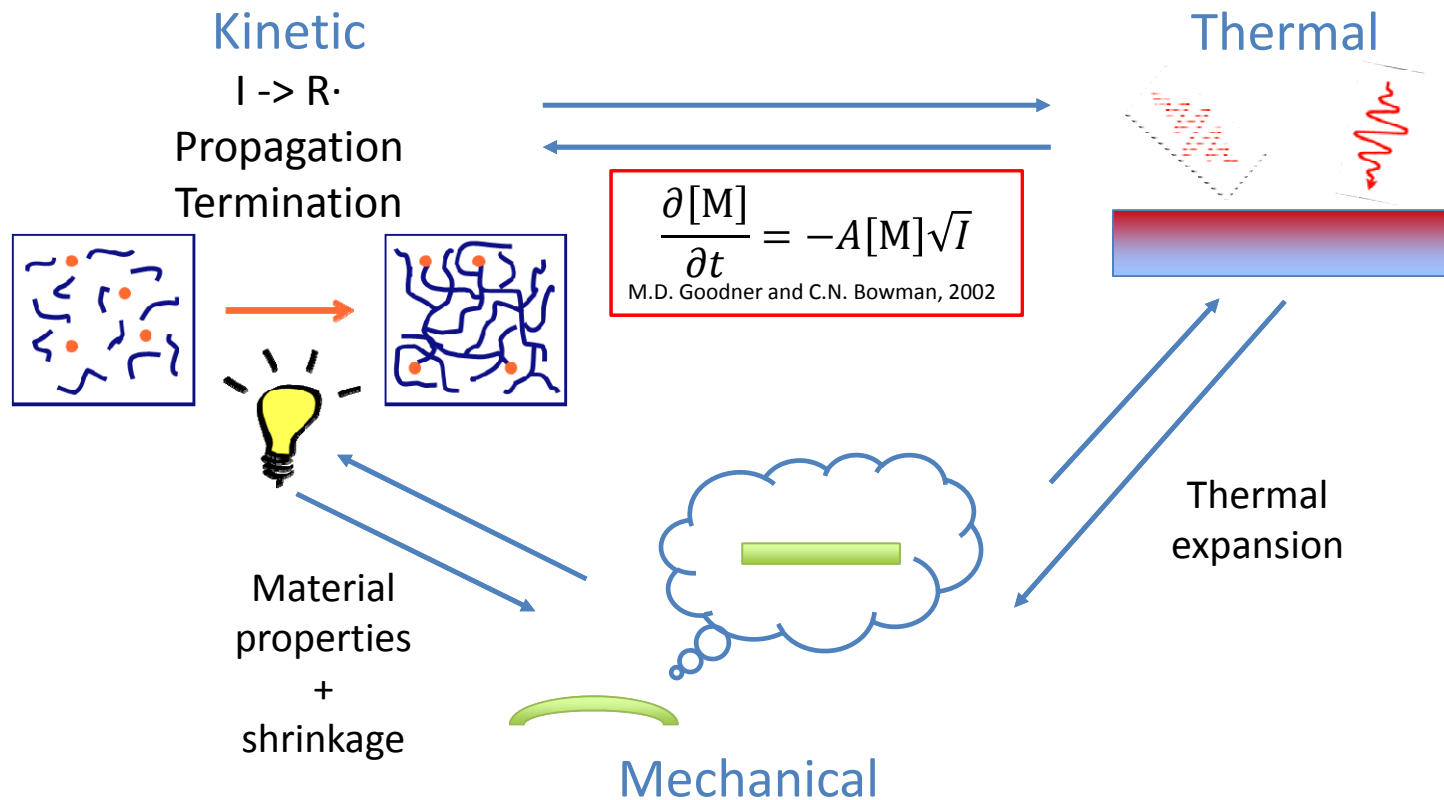 Kinetic
I -> R·
Propagation
Termination
Thermal
∂[M]
∂t
= −A[M]√I
M.D. Goodner and C.N. Bowman, 2002
Thermal
expansion
Material
properties
+
shrinkage
Mechanical